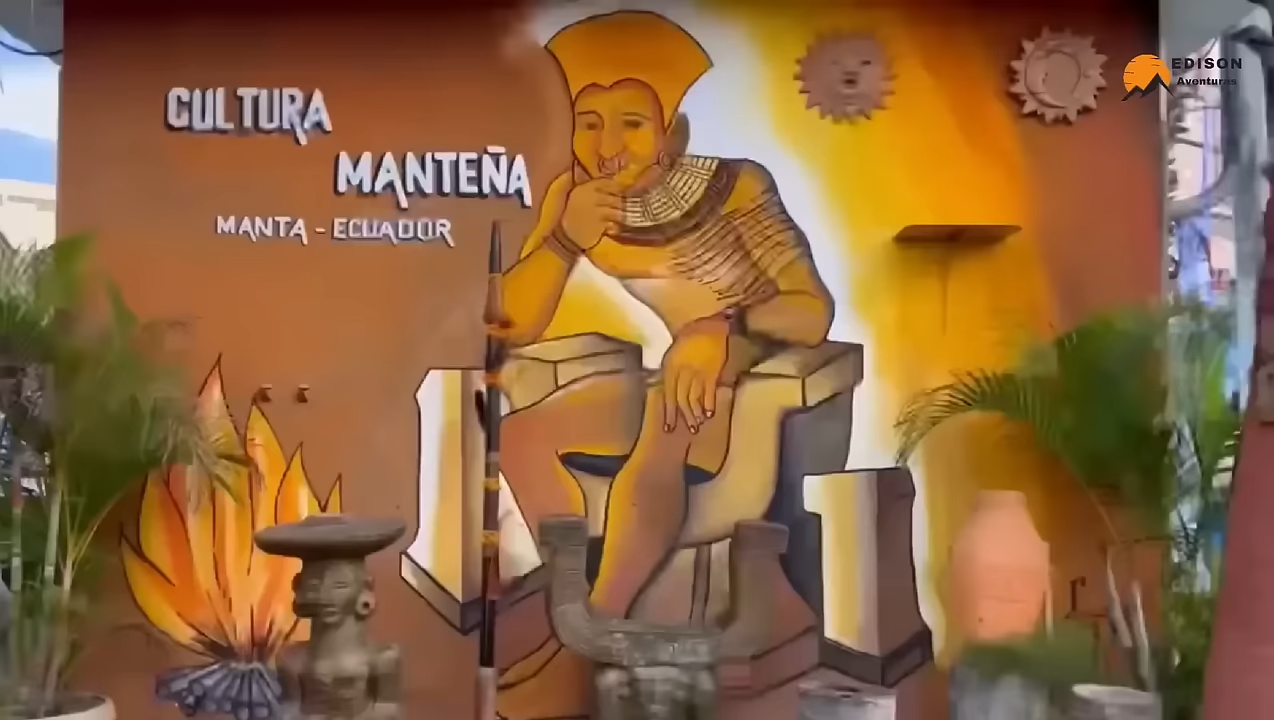 CULTURA
MANTEÑA
MANTA - ECUADOR
EDISON
Aventuras